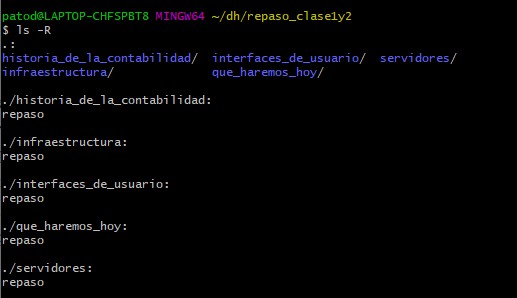 patod@LAPTOP-CHFSPBT8 MINGW64 ~/dh/repaso_clase1y2
$ ls -R
.:
historia_de_la_contabilidad/  interfaces_de_usuario/  servidores/
infraestructura/              que_haremos_hoy/

./historia_de_la_contabilidad:
repaso

./infraestructura:
repaso

./interfaces_de_usuario:
repaso

./que_haremos_hoy:
repaso

./servidores:
repaso